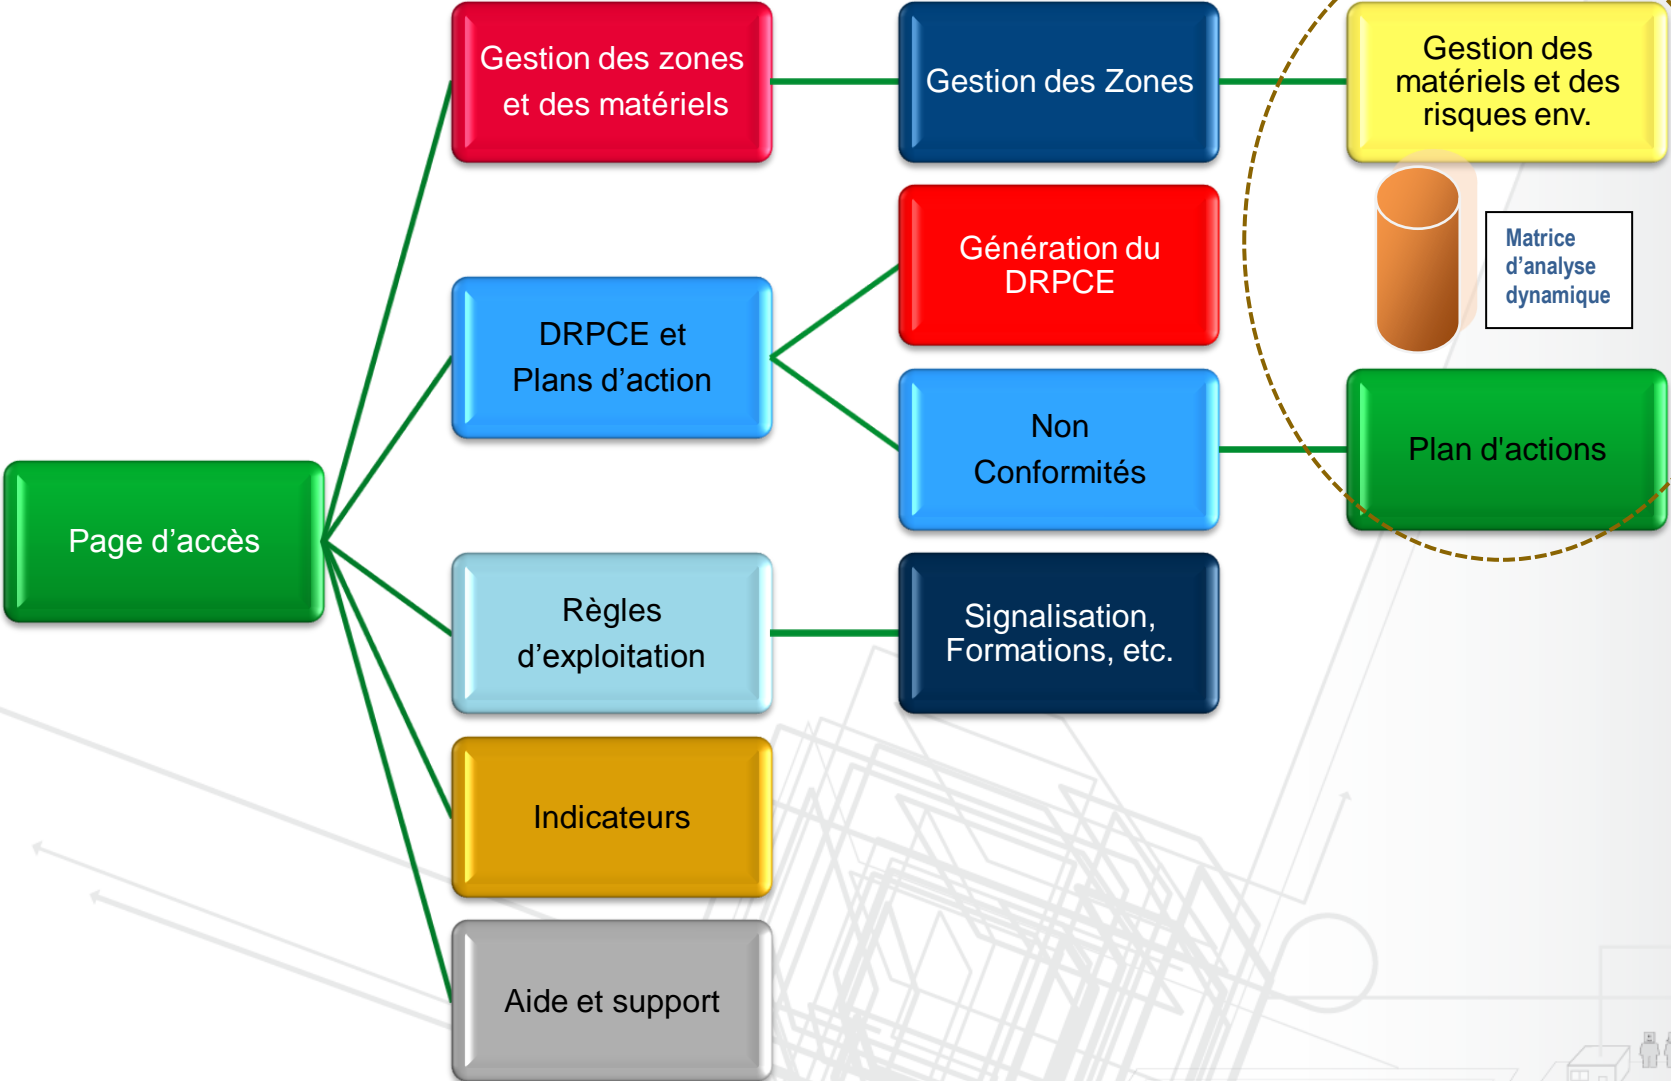 Gestion des zones
et des matériels
Gestion des Zones
Gestion des
matériels et des
risques env.
Génération du
DRPCE
Matrice
d’analyse
dynamique
DRPCE et
Plans d’action
Non
Conformités
Plan d'actions
Page d’accès
Règles
d’exploitation
Signalisation,
Formations, etc.
Indicateurs
Aide et support